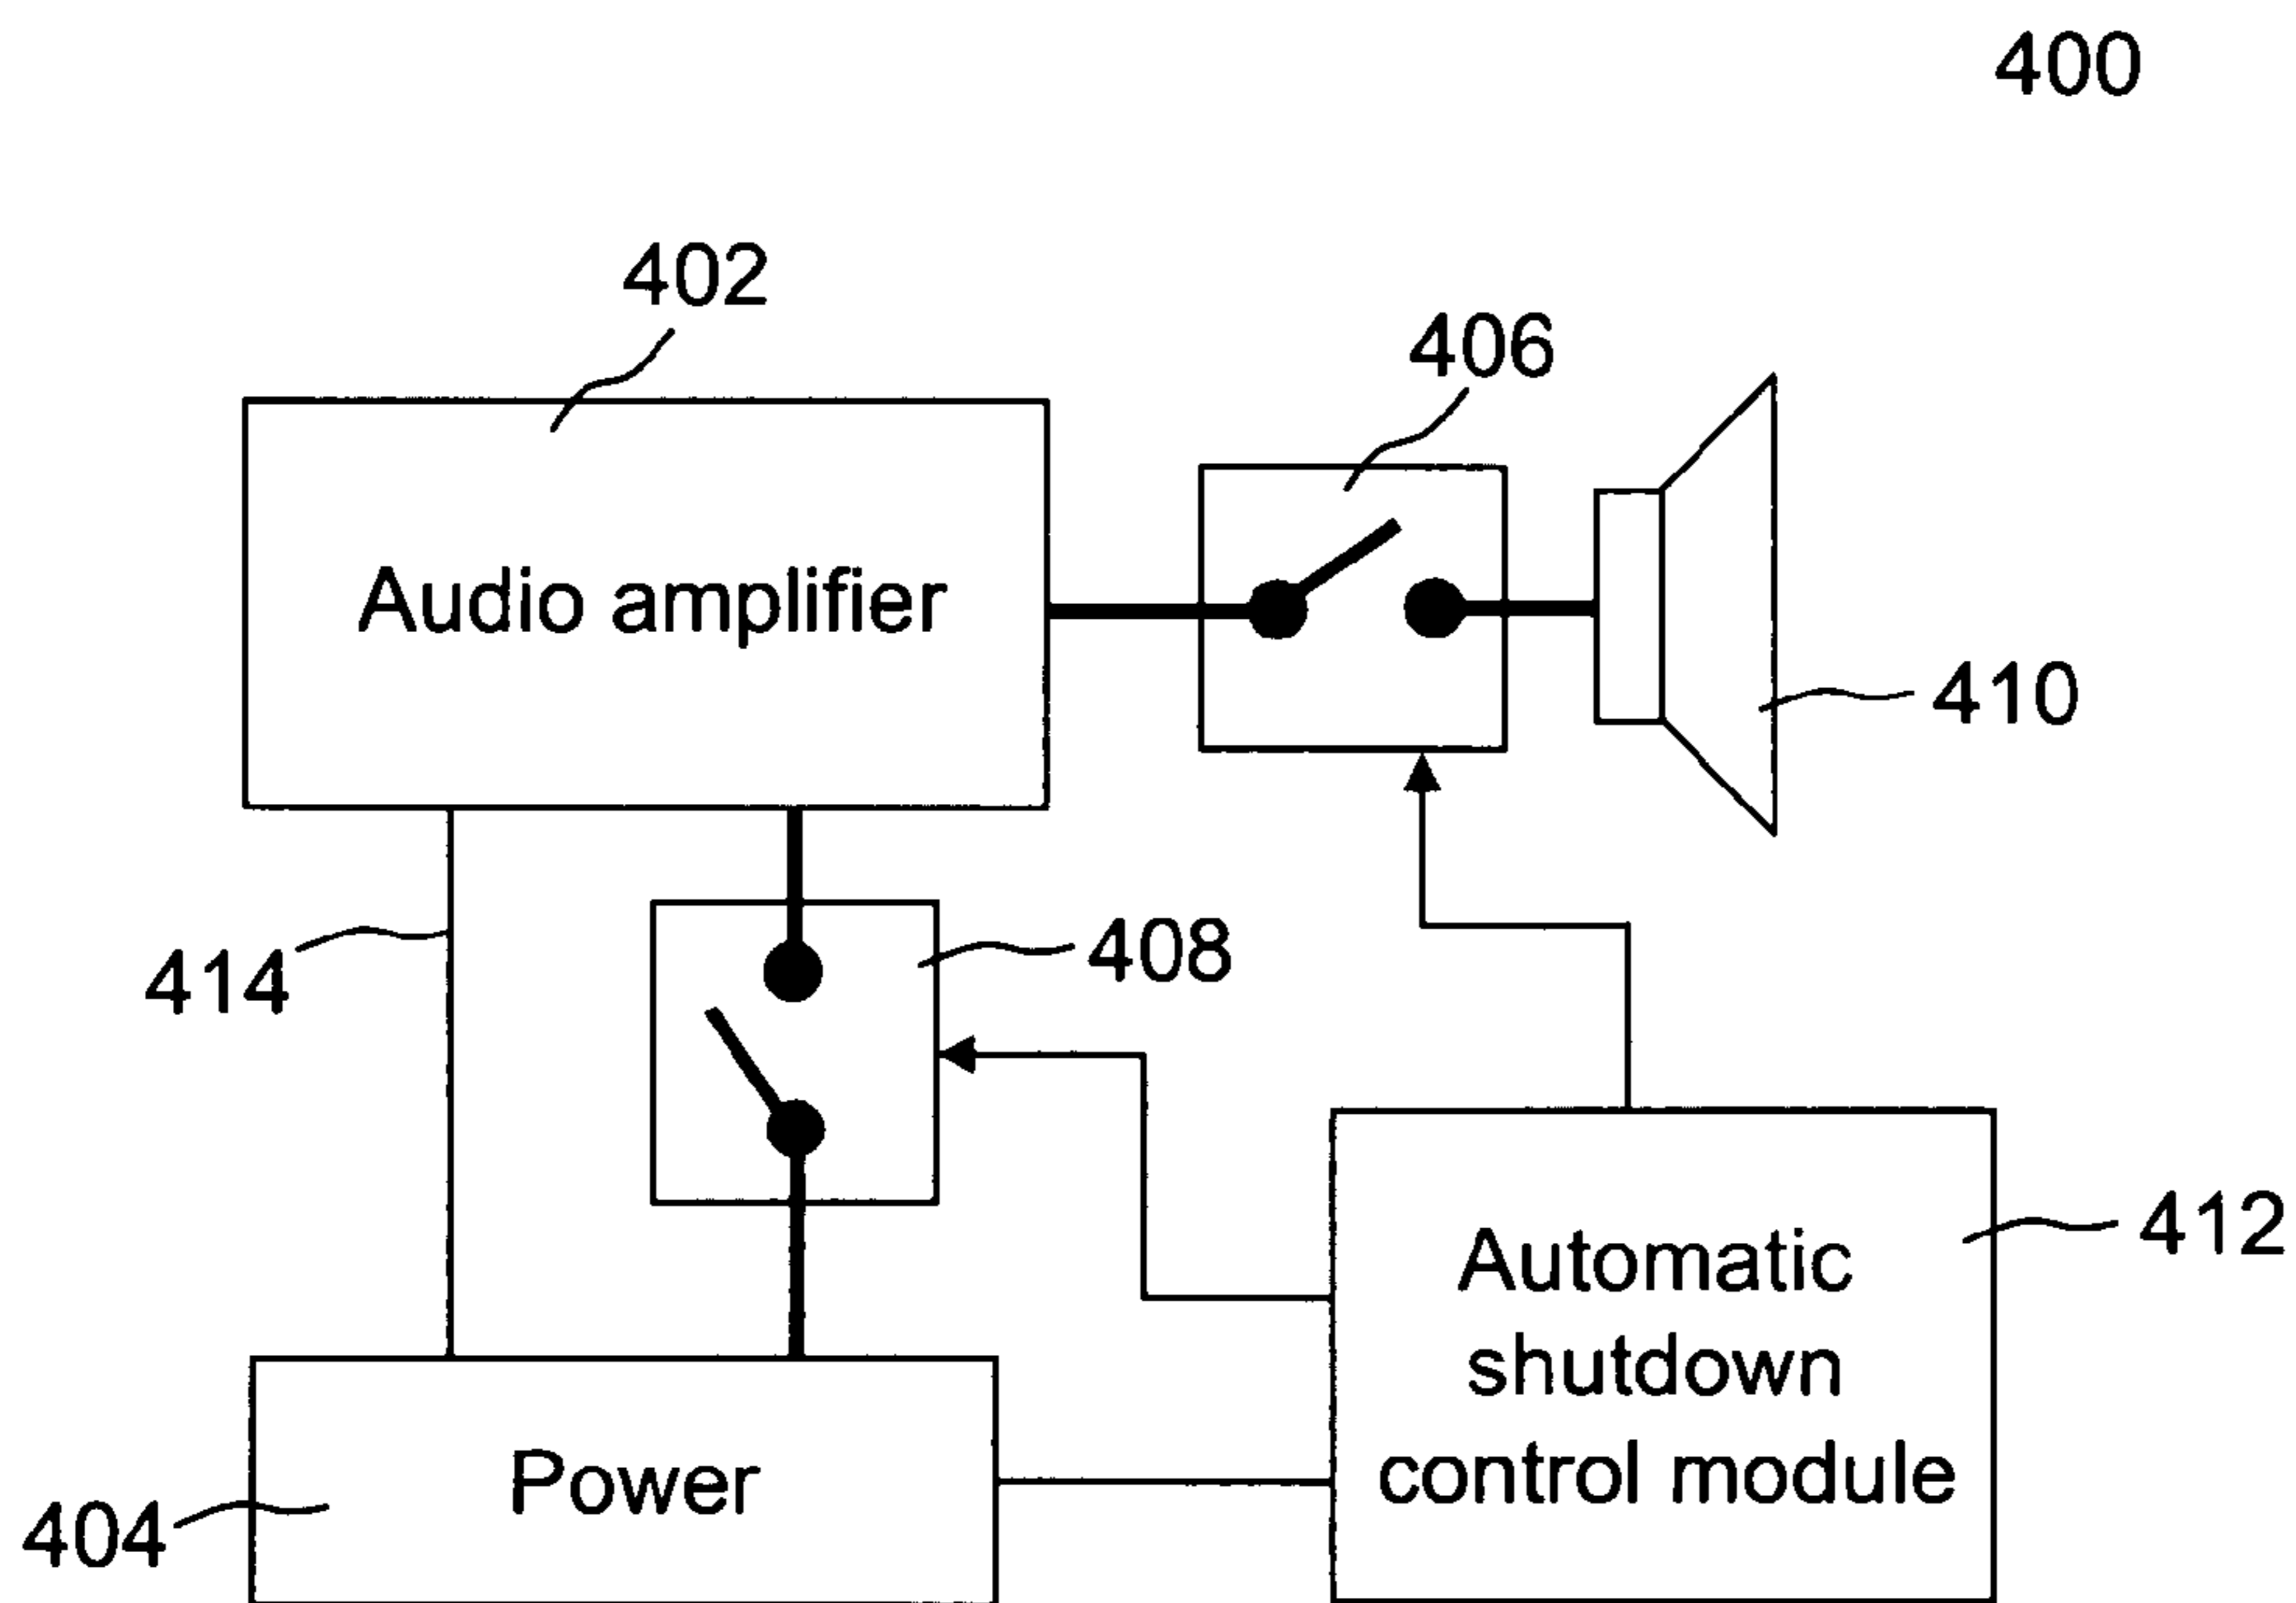 400
402
406
Audio amplifier
410
414
408
412
Automatic
shutdown
control module
Power
404